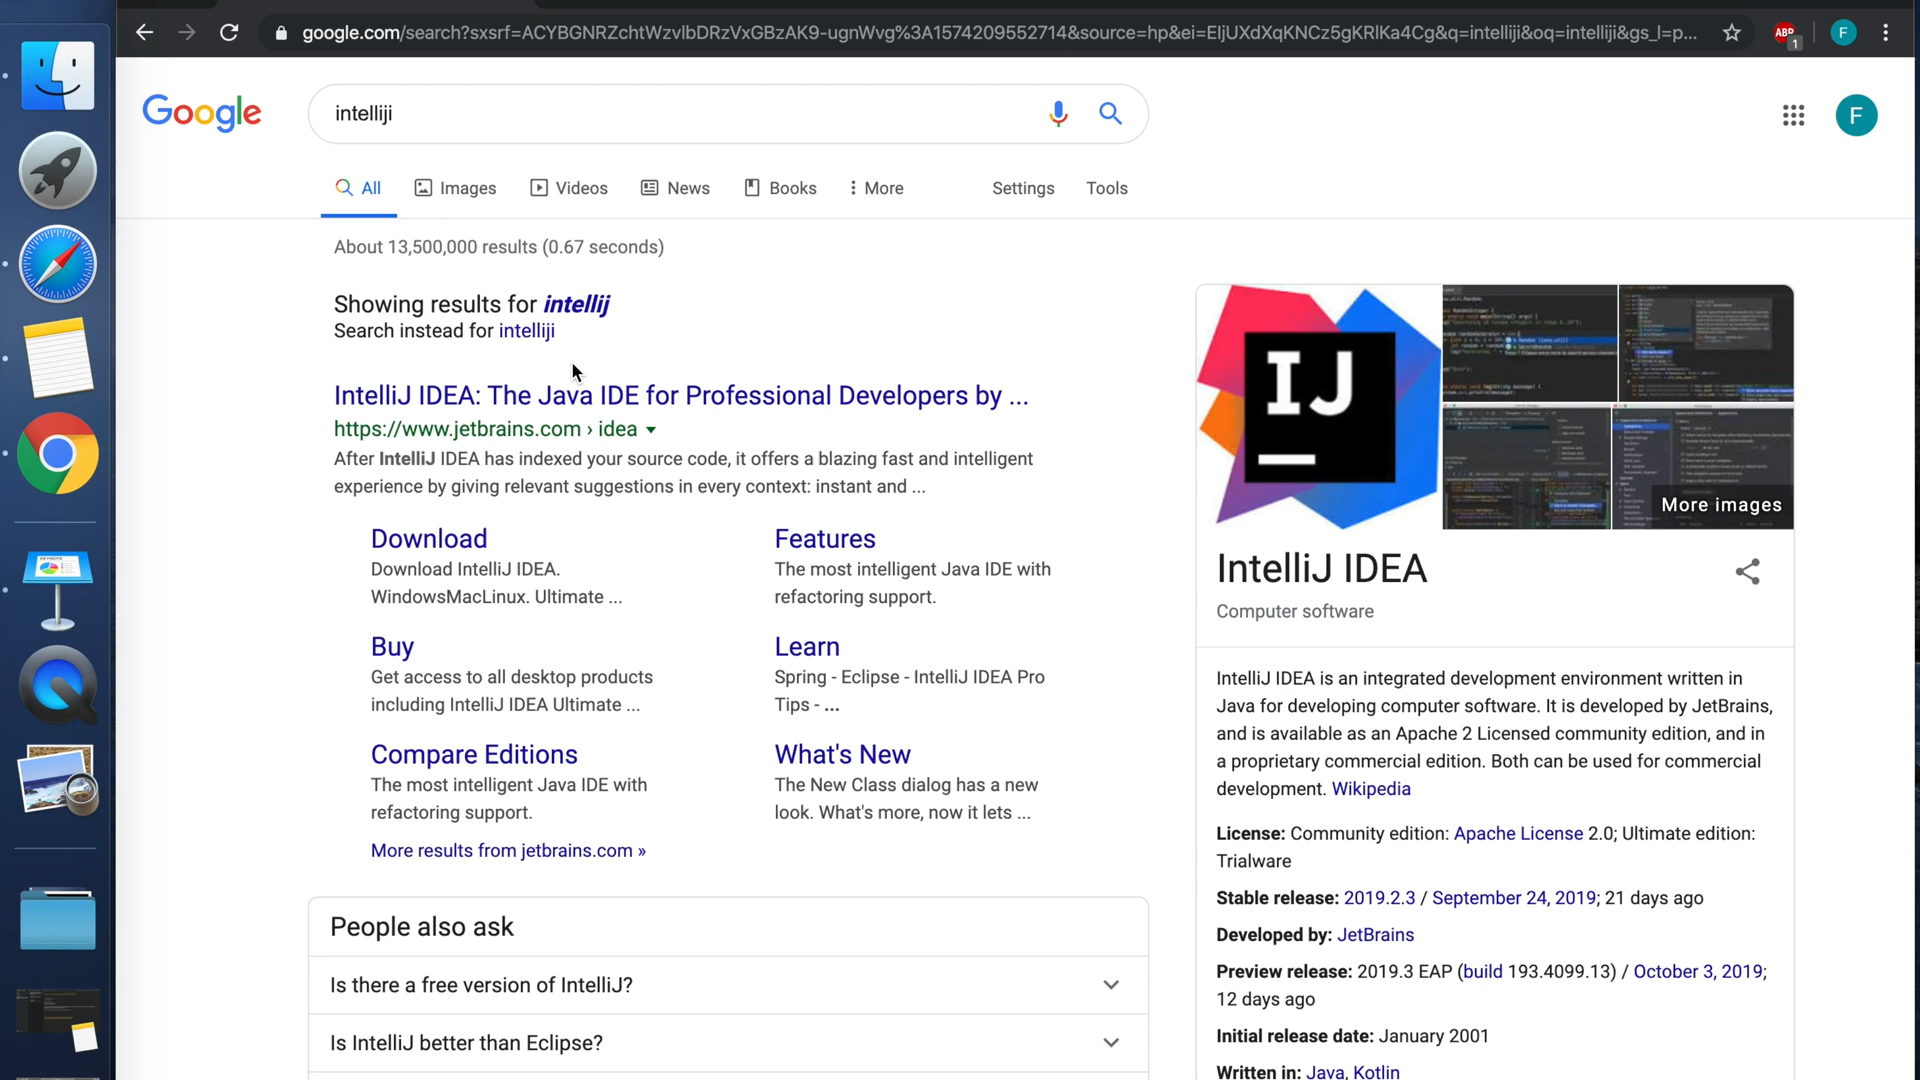 google.com/search?sxsrf=ACYBGNRZchtWzvlbDRzVxGBzAK9-ugnWvg%3A1574209552714&source=hp&ei=EIjUXdXqKNCz5gKRlKa4Cg&q=intelliji&oq=intelliji&gs_l=p...
ABP
1
F
Google
intelliji
F
All
Images
Videos
News
Books
More
Settings
Tools
About 13,500,000 results (0.67 seconds)
Showing results for intellij
Search instead for intelliji
IntelliJ IDEA: The Java IDE for Professional Developers by ...
https://www.jetbrains.com › idea
After IntelliJ IDEA has indexed your source code, it offers a blazing fast and intelligent
experience by giving relevant suggestions in every context: instant and ...
Download
Download IntelliJ IDEA.
WindowsMacLinux. Ultimate ...
Features
The most intelligent Java IDE with
refactoring support.
Buy
Get access to all desktop products
including IntelliJ IDEA Ultimate ...
Learn
Spring - Eclipse - IntelliJ IDEA Pro
Tips - ...
Compare Editions
The most intelligent Java IDE with
refactoring support.
What's New
The New Class dialog has a new
look. What's more, now it lets ...
More results from jetbrains.com »
People also ask
Is there a free version of IntelliJ?
Is IntelliJ better than Eclipse?
IJ
More images
IntelliJ IDEA
Computer software
IntelliJ IDEA is an integrated development environment written in
Java for developing computer software. It is developed by JetBrains,
and is available as an Apache 2 Licensed community edition, and in
a proprietary commercial edition. Both can be used for commercial
development. Wikipedia
License: Community edition: Apache License 2.0; Ultimate edition:
Trialware
Stable release: 2019.2.3 / September 24, 2019; 21 days ago
Developed by: JetBrains
Preview release: 2019.3 EAP (build 193.4099.13) / October 3, 2019;
12 days ago
Initial release date: January 2001
Written in: Java, Kotlin